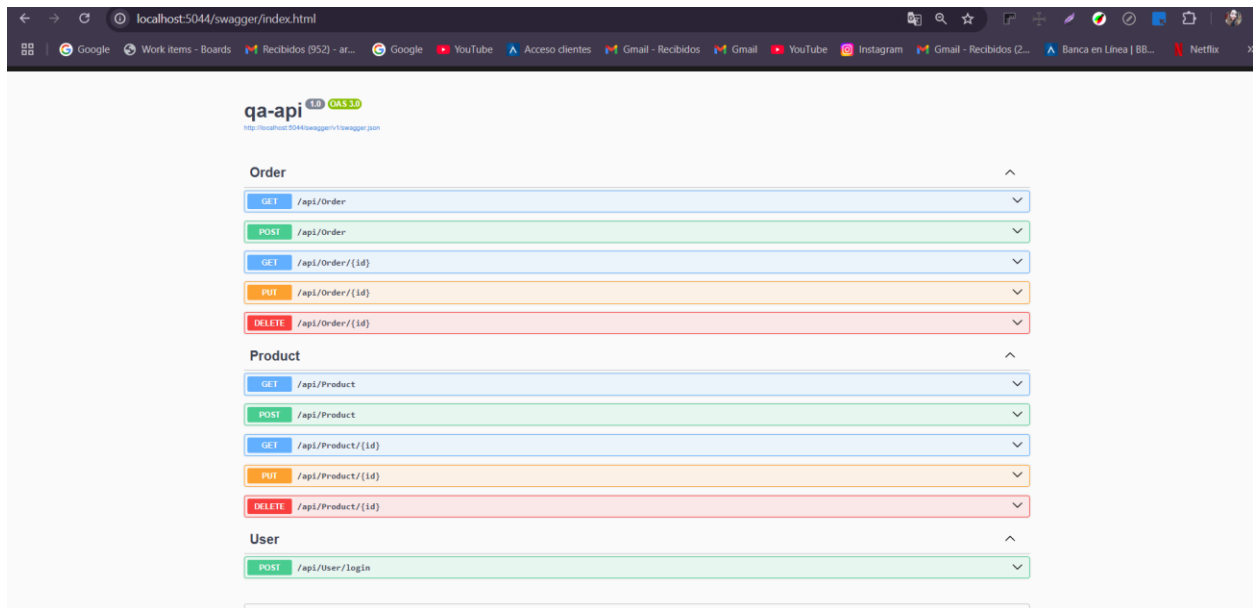 localhost:5044/swagger/index.html
Google Work items - Boards Recibidos (952) - ar... Google YouTube Acceso clientes Gmail - Recibidos Gmail YouTube Instagram Gmail - Recibidos (2... Banca en Línea | BB... Netflix »
qa-api 1.0 OAS 3.0
http://localhost:5044/swagger/v1/swagger.json
Order
GET /api/Order
POST /api/Order
GET /api/Order/{id}
PUT /api/Order/{id}
DELETE /api/Order/{id}
Product
GET /api/Product
POST /api/Product
GET /api/Product/{id}
PUT /api/Product/{id}
DELETE /api/Product/{id}
User
POST /api/User/login